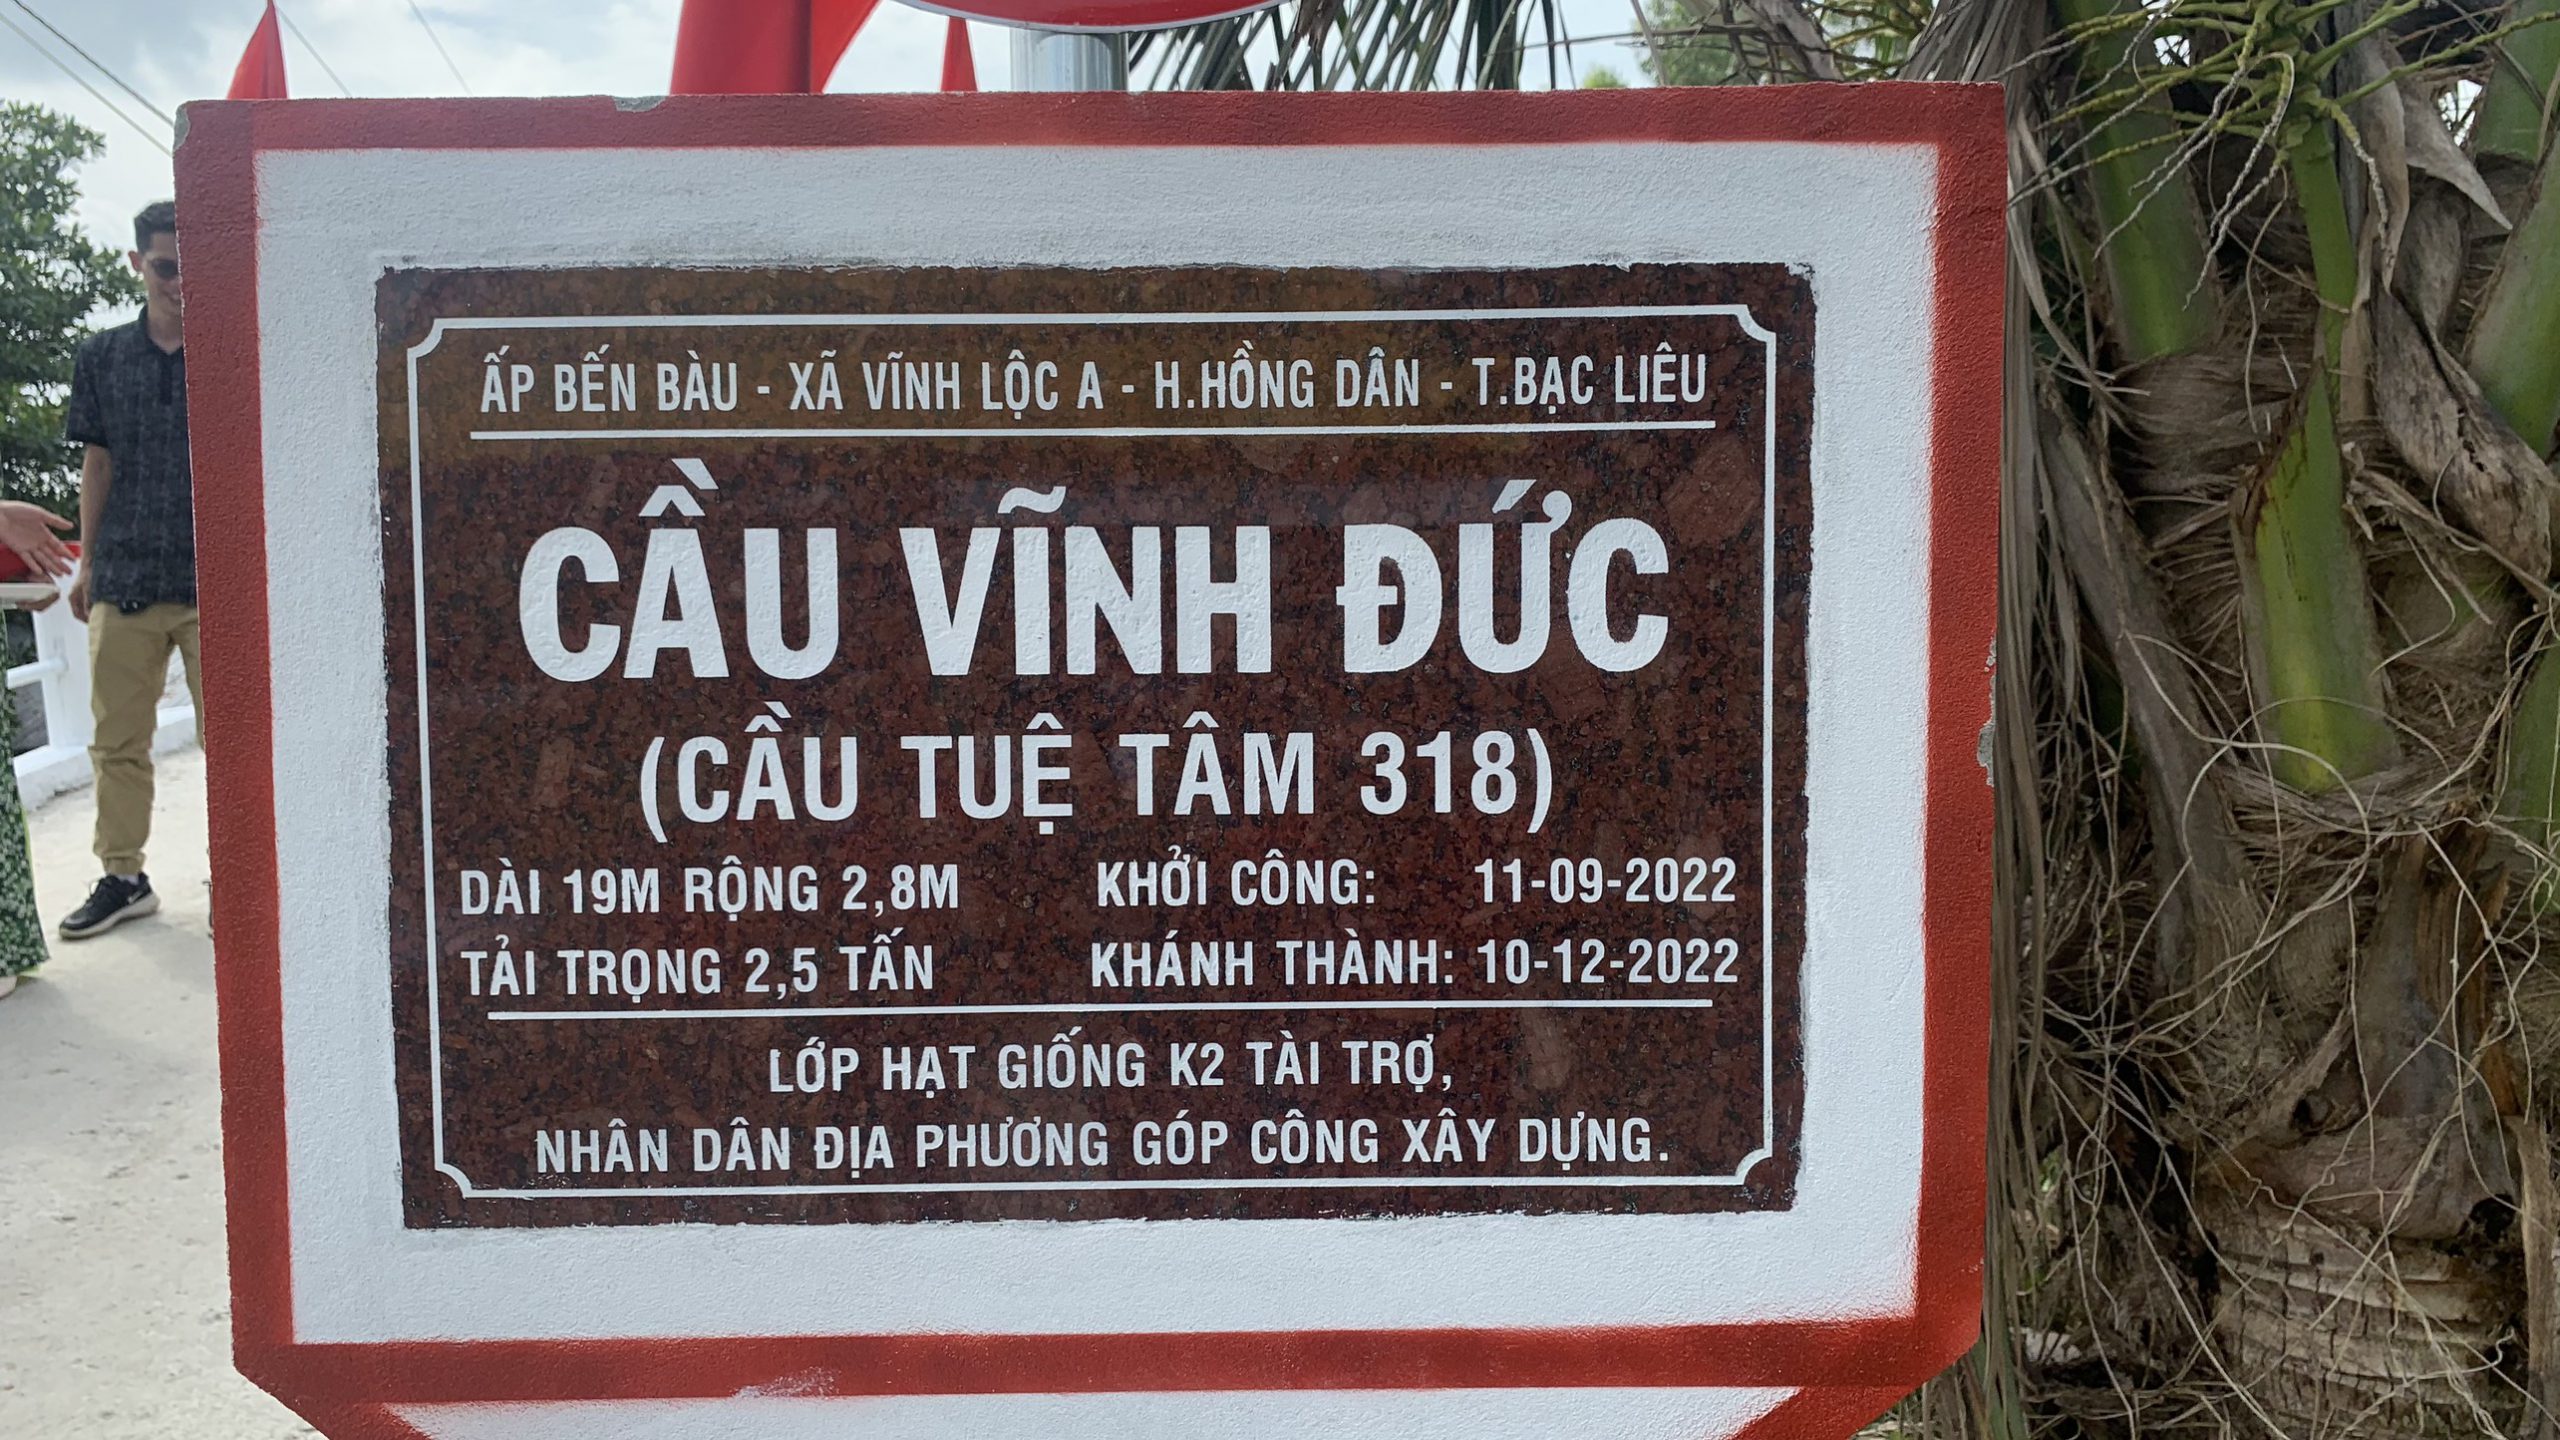 ẤP BẾN BÀU - XÃ VĨNH LỘC A - H.HỒNG DÂN - T.BẠC LIÊU
CẦU VĨNH ĐỨC
(CẦU TUỆ TÂM 318)
DÀI 19M RỘNG 2,8M KHỞI CÔNG: 11-09-2022
TẢI TRỌNG 2,5 TẤN KHÁNH THÀNH: 10-12-2022
LỚP HẠT GIỐNG K2 TÀI TRỢ,
NHÂN DÂN ĐỊA PHƯƠNG GÓP CÔNG XÂY DỰNG.